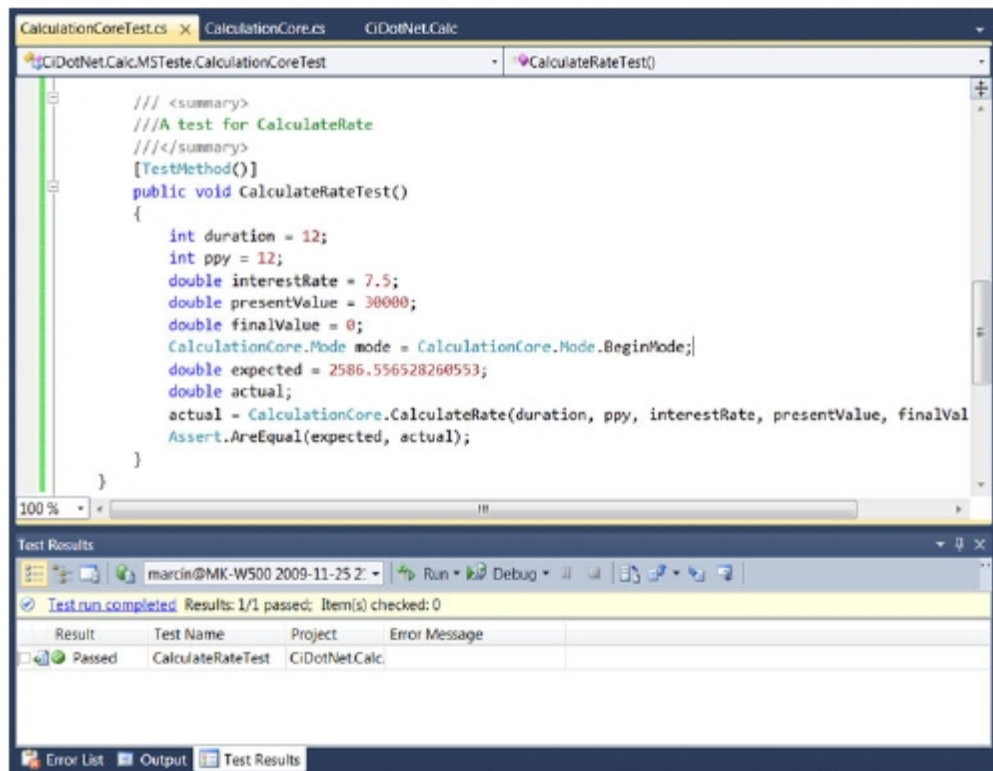 CalculationCoreTest.cs × CalculationCore.cs CiDotNet.Calc
CiDotNet.Calc.MSTeste.CalculationCoreTest CalculateRateTest()
/// <summary>
///A test for CalculateRate
///</summary>
[TestMethod()]
public void CalculateRateTest()
{
int duration = 12;
int ppy = 12;
double interestRate = 7.5;
double presentValue = 30000;
double finalValue = 0;
CalculationCore.Mode mode = CalculationCore.Mode.BeginMode;
double expected = 2586.556528260553;
double actual;
actual = CalculationCore.CalculateRate(duration, ppy, interestRate, presentValue, finalVal
Assert.AreEqual(expected, actual);
}
}
100 %
Test Results
marcin@MK-W500 2009-11-25 2 Run Debug
Test run completed Results: 1/1 passed; Item(s) checked: 0
Result Test Name Project Error Message
Passed CalculateRateTest CiDotNet.Calc.
Error List Output Test Results